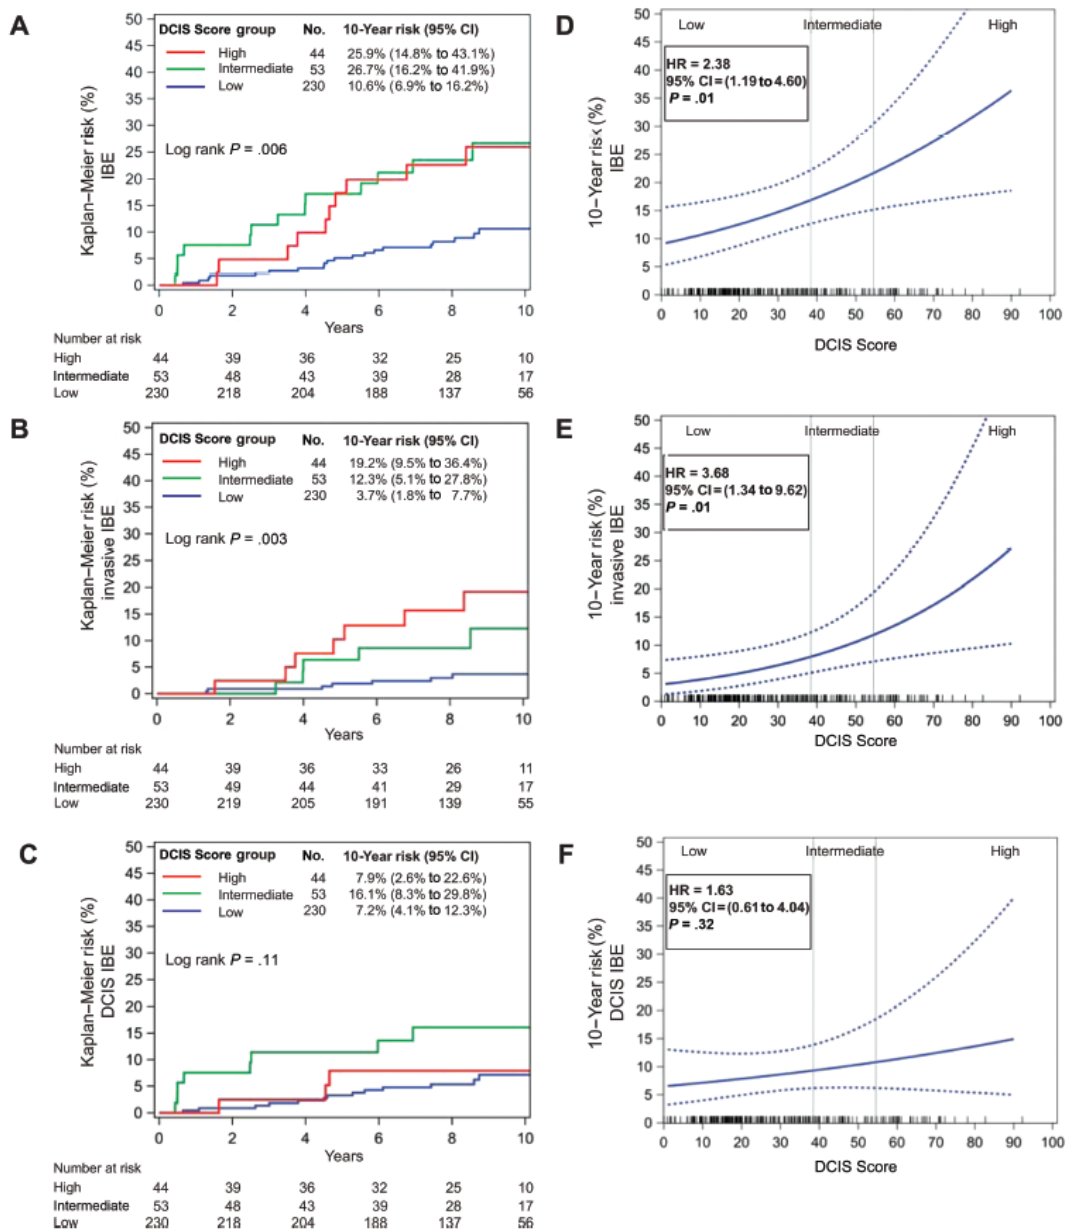 A
Kaplan–Meier risk (%)
IBE
50
45
40
35
30
25
20
15
10
5
0
DCIS Score group No. 10-Year risk (95% CI)
High 44 25.9% (14.8% to 43.1%)
Intermediate 53 26.7% (16.2% to 41.9%)
Low 230 10.6% (6.9% to 16.2%)
Log rank P = .006
0 2 4 6 8 10
Years
Number at risk
High 44 39 36 32 25 10
Intermediate 53 48 43 39 28 17
Low 230 218 204 188 137 56
D
10–Year risk (%)
IBE
50
45
40
35
30
25
20
15
10
5
0
Low Intermediate High
HR = 2.38
95% CI = (1.19 to 4.60)
P = .01
0 10 20 30 40 50 60 70 80 90 100
DCIS Score
B
Kaplan–Meier risk (%)
invasive IBE
50
45
40
35
30
25
20
15
10
5
0
DCIS Score group No. 10-Year risk (95% CI)
High 44 19.2% (9.5% to 36.4%)
Intermediate 53 12.3% (5.1% to 27.8%)
Low 230 3.7% (1.8% to 7.7%)
Log rank P = .003
0 2 4 6 8 10
Years
Number at risk
High 44 39 36 33 26 11
Intermediate 53 49 44 41 29 17
Low 230 219 205 191 139 55
E
10–Year risk (%)
invasive IBE
50
45
40
35
30
25
20
15
10
5
0
Low Intermediate High
HR = 3.68
95% CI = (1.34 to 9.62)
P = .01
0 10 20 30 40 50 60 70 80 90 100
DCIS Score
C
Kaplan–Meier risk (%)
DCIS IBE
50
45
40
35
30
25
20
15
10
5
0
DCIS Score group No. 10-Year risk (95% CI)
High 44 7.9% (2.6% to 22.6%)
Intermediate 53 16.1% (8.3% to 29.8%)
Low 230 7.2% (4.1% to 12.3%)
Log rank P = .11
0 2 4 6 8 10
Years
Number at risk
High 44 39 36 32 25 10
Intermediate 53 48 43 39 28 17
Low 230 218 204 188 137 56
F
10–Year risk (%)
DCIS IBE
50
45
40
35
30
25
20
15
10
5
0
Low Intermediate High
HR = 1.63
95% CI = (0.61 to 4.04)
P = .32
0 10 20 30 40 50 60 70 80 90 100
DCIS Score